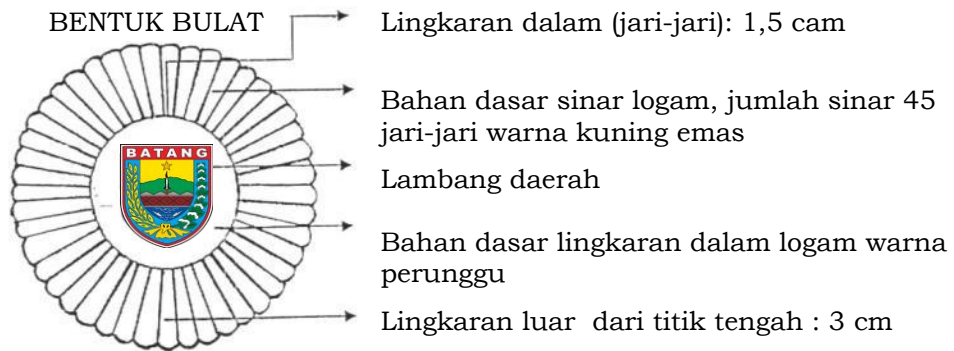 BENTUK BULAT
Lingkaran dalam (jari-jari): 1,5 cam
Bahan dasar sinar logam, jumlah sinar 45
jari-jari warna kuning emas
BATANG
Lambang daerah
Bahan dasar lingkaran dalam logam warna
perunggu
Lingkaran luar dari titik tengah : 3 cm